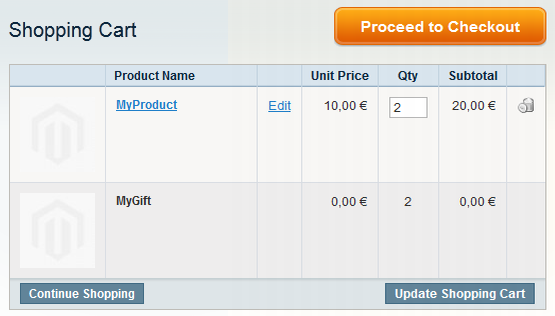 Shopping Cart
Proceed to Checkout
Product Name Unit Price Qty Subtotal
MyProduct Edit 10,00 € 2 20,00 €
MyGift 0,00 € 2 0,00 €
Continue Shopping Update Shopping Cart